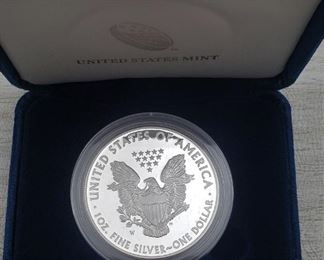 UNITED STATES MINT
UNITED STATES OF AMERICA
W
1 OZ. FINE SILVER~ONE DOLLAR